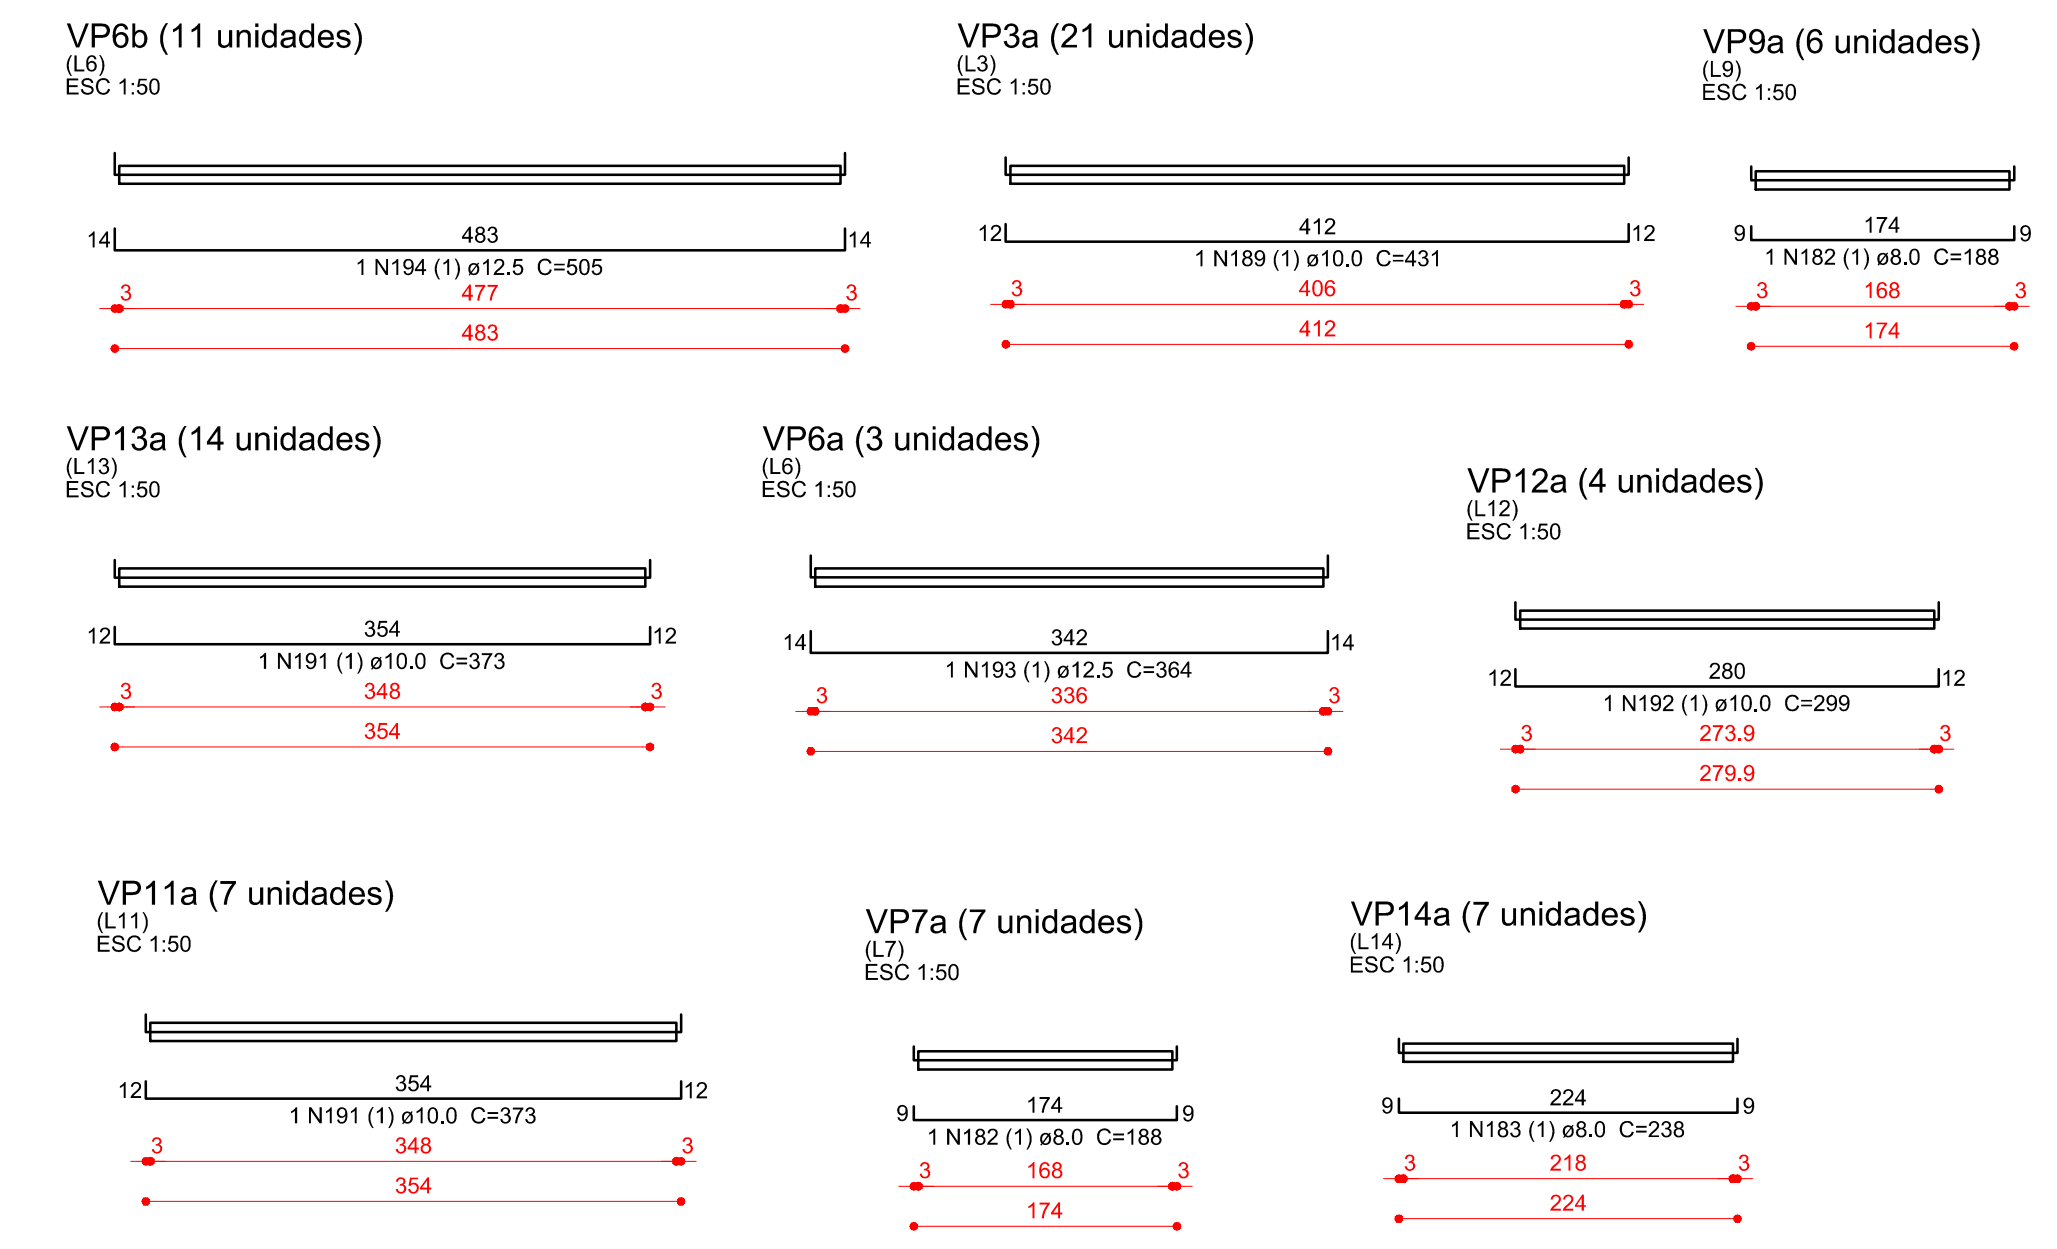 VP6b (11 unidades)
(L6)
ESC 1:50
14 483 14
1 N194 (1) ø12.5 C=505
3 477 3
483
VP3a (21 unidades)
(L3)
ESC 1:50
12 412 12
1 N189 (1) ø10.0 C=431
3 406 3
412
VP9a (6 unidades)
(L9)
ESC 1:50
9 174 9
1 N182 (1) ø8.0 C=188
3 168 3
174
VP13a (14 unidades)
(L13)
ESC 1:50
12 354 12
1 N191 (1) ø10.0 C=373
3 348 3
354
VP6a (3 unidades)
(L6)
ESC 1:50
14 342 14
1 N193 (1) ø12.5 C=364
3 336 3
342
VP12a (4 unidades)
(L12)
ESC 1:50
12 280 12
1 N192 (1) ø10.0 C=299
3 273.9 3
279.9
VP11a (7 unidades)
(L11)
ESC 1:50
12 354 12
1 N191 (1) ø10.0 C=373
3 348 3
354
VP7a (7 unidades)
(L7)
ESC 1:50
9 174 9
1 N182 (1) ø8.0 C=188
3 168 3
174
VP14a (7 unidades)
(L14)
ESC 1:50
9 224 9
1 N183 (1) ø8.0 C=238
3 218 3
224